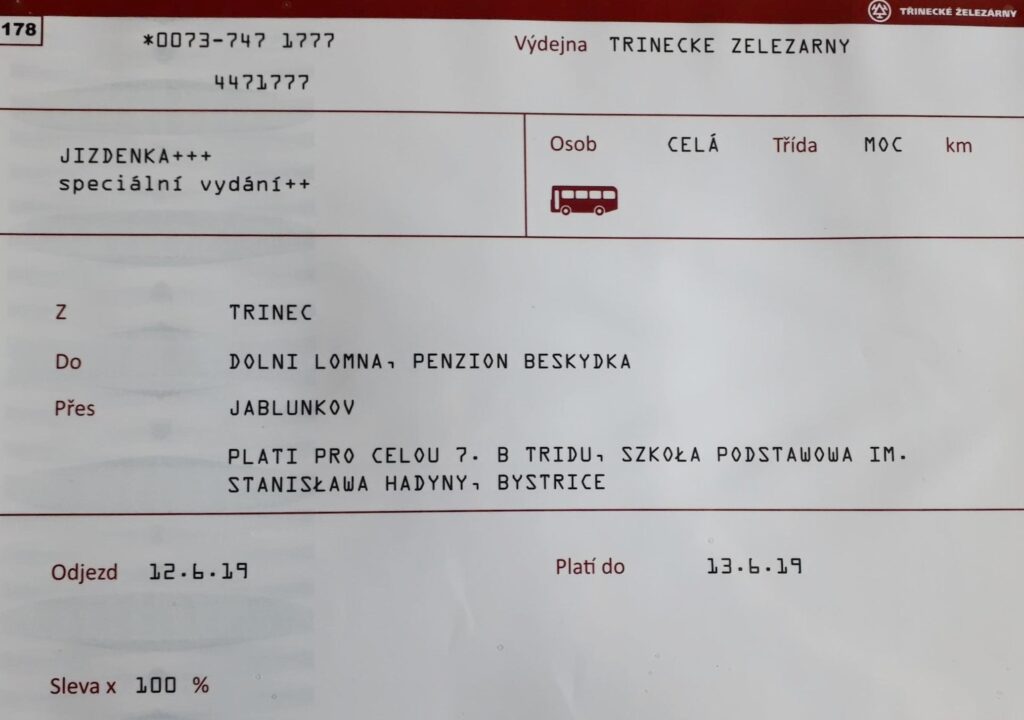 TŘINECKÉ ŽELEZÁRNY
178
*0073-747 1777
Výdejna TRINECKE ZELEZARNY
4471777
JIZDENKA+++
speciální vydání++
Osob CELÁ Třída MOC km
Z TRINEC
Do DOLNI LOMNA, PENZION BESKYDKA
Přes JABLUNKOV
PLATI PRO CELOU 7. B TRIDU, SZKOŁA PODSTAWOWA IM.
STANISŁAWA HADYNY, BYSTRICE
Odjezd 12.6.19 Platí do 13.6.19
Sleva x 100 %